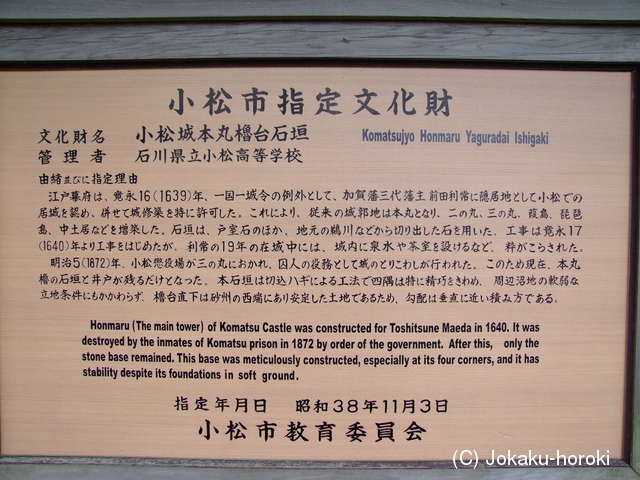 小松市指定文化財
文化財名 小松城本丸櫓台石垣 Komatsujyo Honmaru Yaguradai Ishigaki
管理者 石川県立小松高等学校
由緒並びに指定理由
江戸幕府は、寛永16(1639)年、一国一城令の例外として、加賀藩三代藩主前田利常に隠居地として小松での
居城を認め、併せて城修築を特に許可した。これにより、従来の城郭地は本丸となり、二の丸、三の丸、葭島、琵琶
島、中土居などを増築した。石垣は、戸室石のほか、地元の鵜川などから切り出した石を用いた。工事は寛永17
(1640)年より工事をはじめたが、利常の19年の在城中には、城内に泉水や茶室を設けるなど、粋がこらされた。
明治5(1872)年、小松懲役場が三の丸におかれ、囚人の役務として城のとりこわしが行われた。このため現在、本丸
櫓の石垣と井戸が残るだけとなった。本石垣は切込ハギによる工法で四隅は特に精巧をきわめ、周辺沼地の軟弱な
立地条件にもかかわらず、櫓台直下は砂州の西端にあり安定した土地であるため、勾配は垂直に近い積み方である。
Honmaru (The main tower) of Komatsu Castle was constructed for Toshitsune Maeda in 1640. It was
destroyed by the inmates of Komatsu prison in 1872 by order of the government. After this, only the
stone base remained. This base was meticulously constructed, especially at its four corners, and it has
stability despite its foundations in soft ground.
指定年月日 昭和38年11月3日
小松市教育委員会
(C) Jokaku-horoki